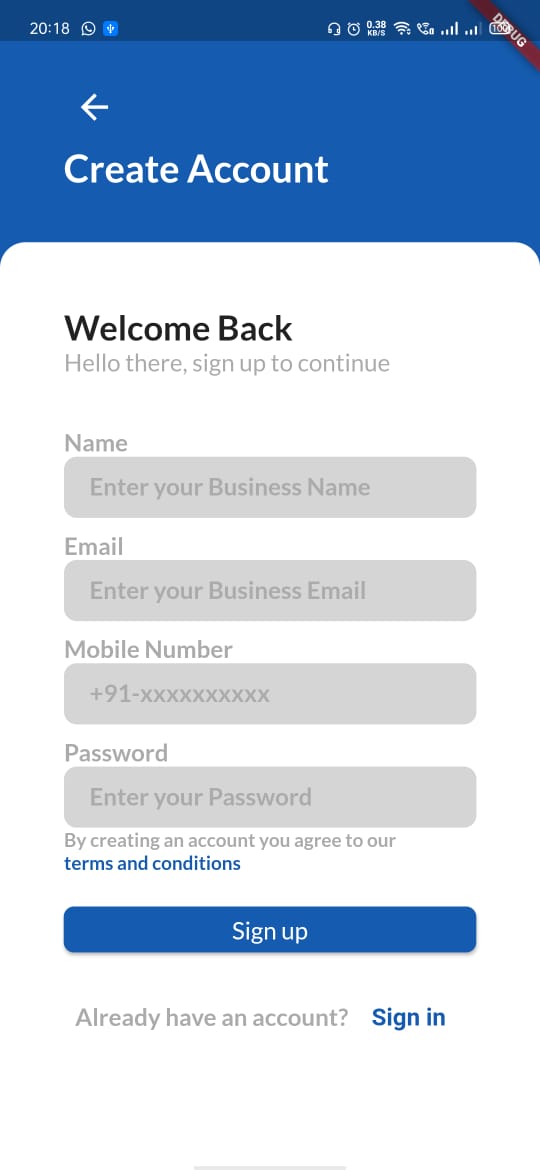 20:18
0.38
KB/S
100
DEBUG
Create Account
Welcome Back
Hello there, sign up to continue
Name
Enter your Business Name
Email
Enter your Business Email
Mobile Number
+91-xxxxxxxxxx
Password
Enter your Password
By creating an account you agree to our
terms and conditions
Sign up
Already have an account? Sign in